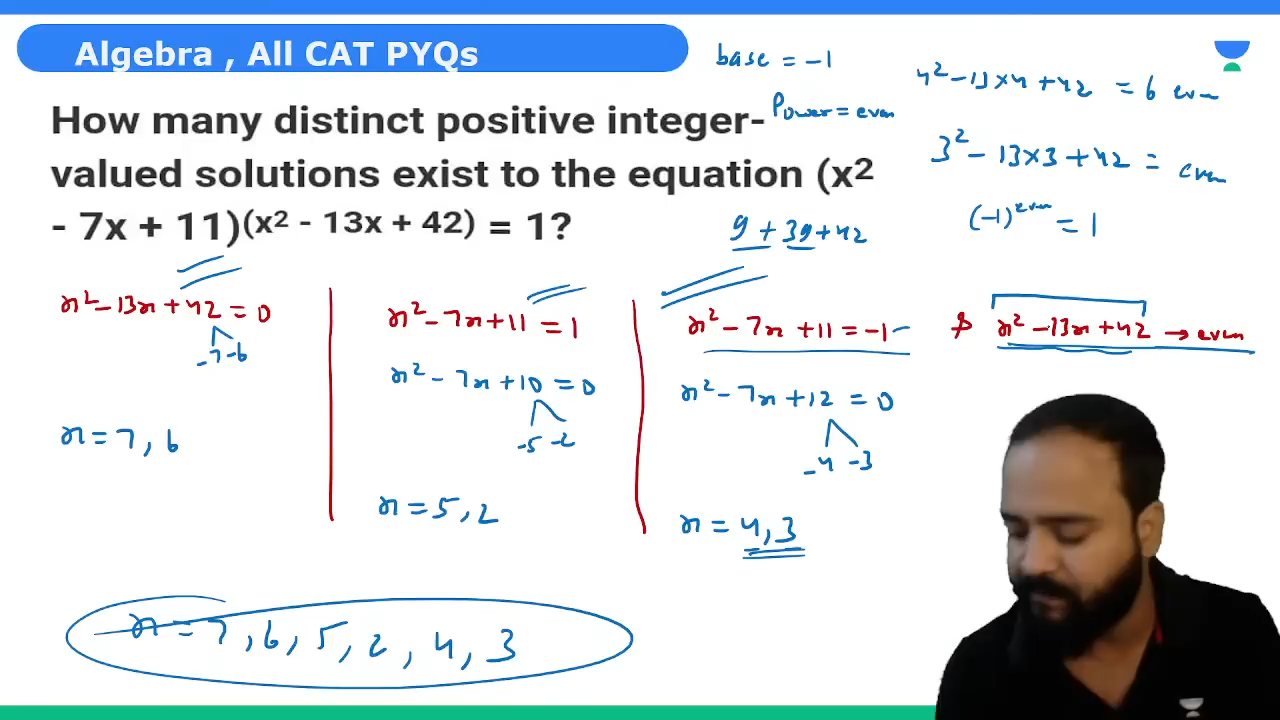 Algebra , All CAT PYQs
How many distinct positive integer-
valued solutions exist to the equation (x²
- 7x + 11)(x² - 13x + 42) = 1?
base = -1
Power = even
4² - 13×4 + 42 = 6 even
3² - 13×3 + 42 = even
(-1)^even = 1
9 + 39 + 42
x² - 13x + 42 = 0
-7 -6
x = 7, 6
x² - 7x + 11 = 1
x² - 7x + 10 = 0
-5 -2
x = 5, 2
x² - 7x + 11 = -1
& x² - 13x + 42 → even
x² - 7x + 12 = 0
-4 -3
x = 4, 3
x = 7, 6, 5, 2, 4, 3